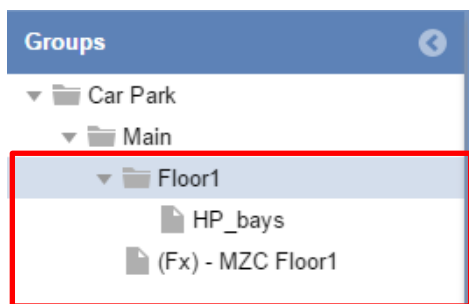 Groups
Car Park
Main
Floor1
HP_bays
(Fx) - MZC Floor1